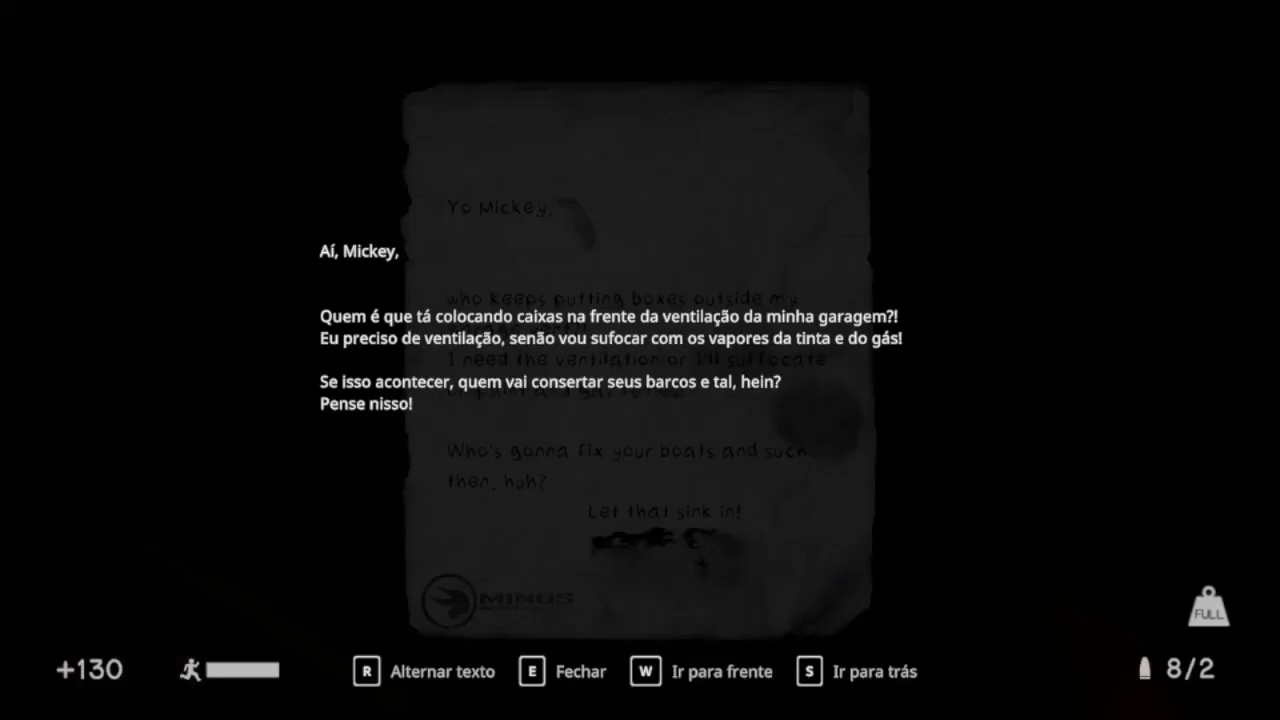 Yo Mickey,
Aí, Mickey,
who keeps putting boxes outside my
Quem é que tá colocando caixas na frente da ventilação da minha garagem?!
Eu preciso de ventilação, senão vou sufocar com os vapores da tinta e do gás!
I need the ventilation or I'll suffocate
Se isso acontecer, quem vai consertar seus barcos e tal, hein?
Pense nisso!
Who's gonna fix your boats and such
then, huh?
Let that sink in!
MINOS
FULL
+130
R Alternar texto E Fechar W Ir para frente S Ir para trás
8/2